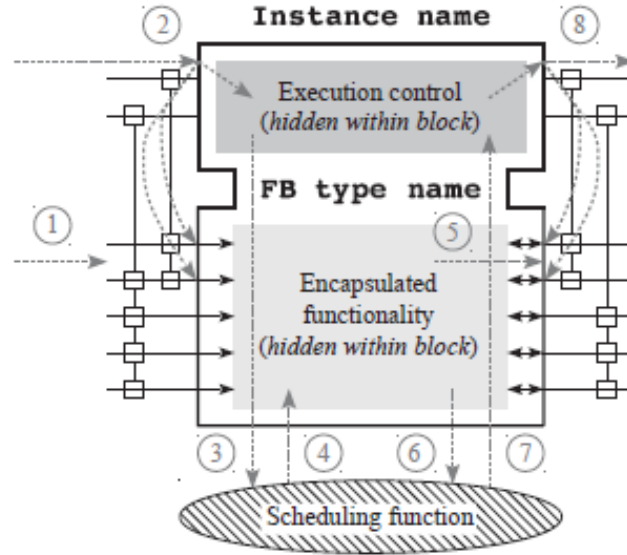 Instance name
2
8
Execution control
(hidden within block)
FB type name
1
5
Encapsulated
functionality
(hidden within block)
3
4
6
7
Scheduling function